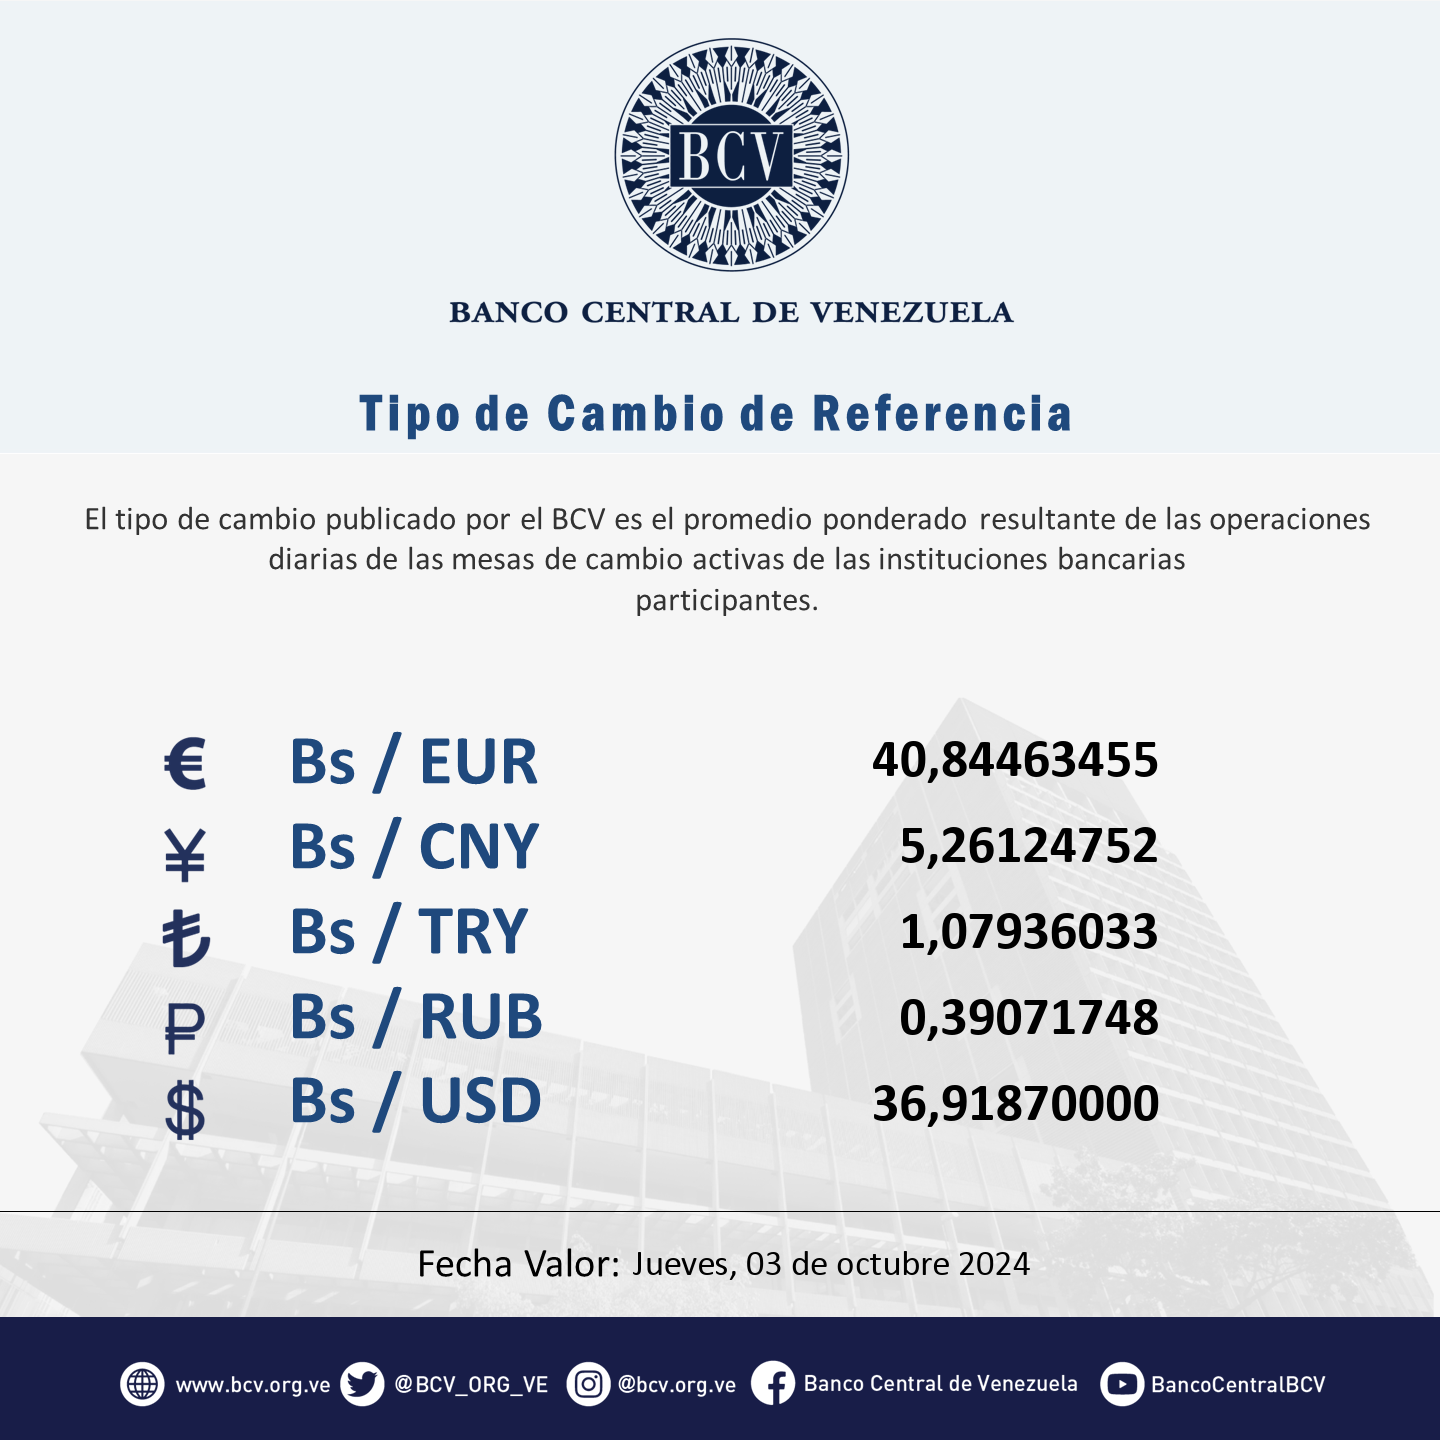 BCV
BANCO CENTRAL DE VENEZUELA
Tipo de Cambio de Referencia
El tipo de cambio publicado por el BCV es el promedio ponderado resultante de las operaciones
diarias de las mesas de cambio activas de las instituciones bancarias
participantes.
€ Bs / EUR 40,84463455
¥ Bs / CNY 5,26124752
₺ Bs / TRY 1,07936033
₽ Bs / RUB 0,39071748
$ Bs / USD 36,91870000
Fecha Valor: Jueves, 03 de octubre 2024
www.bcv.org.ve @BCV_ORG_VE @bcv.org.ve Banco Central de Venezuela BancoCentralBCV